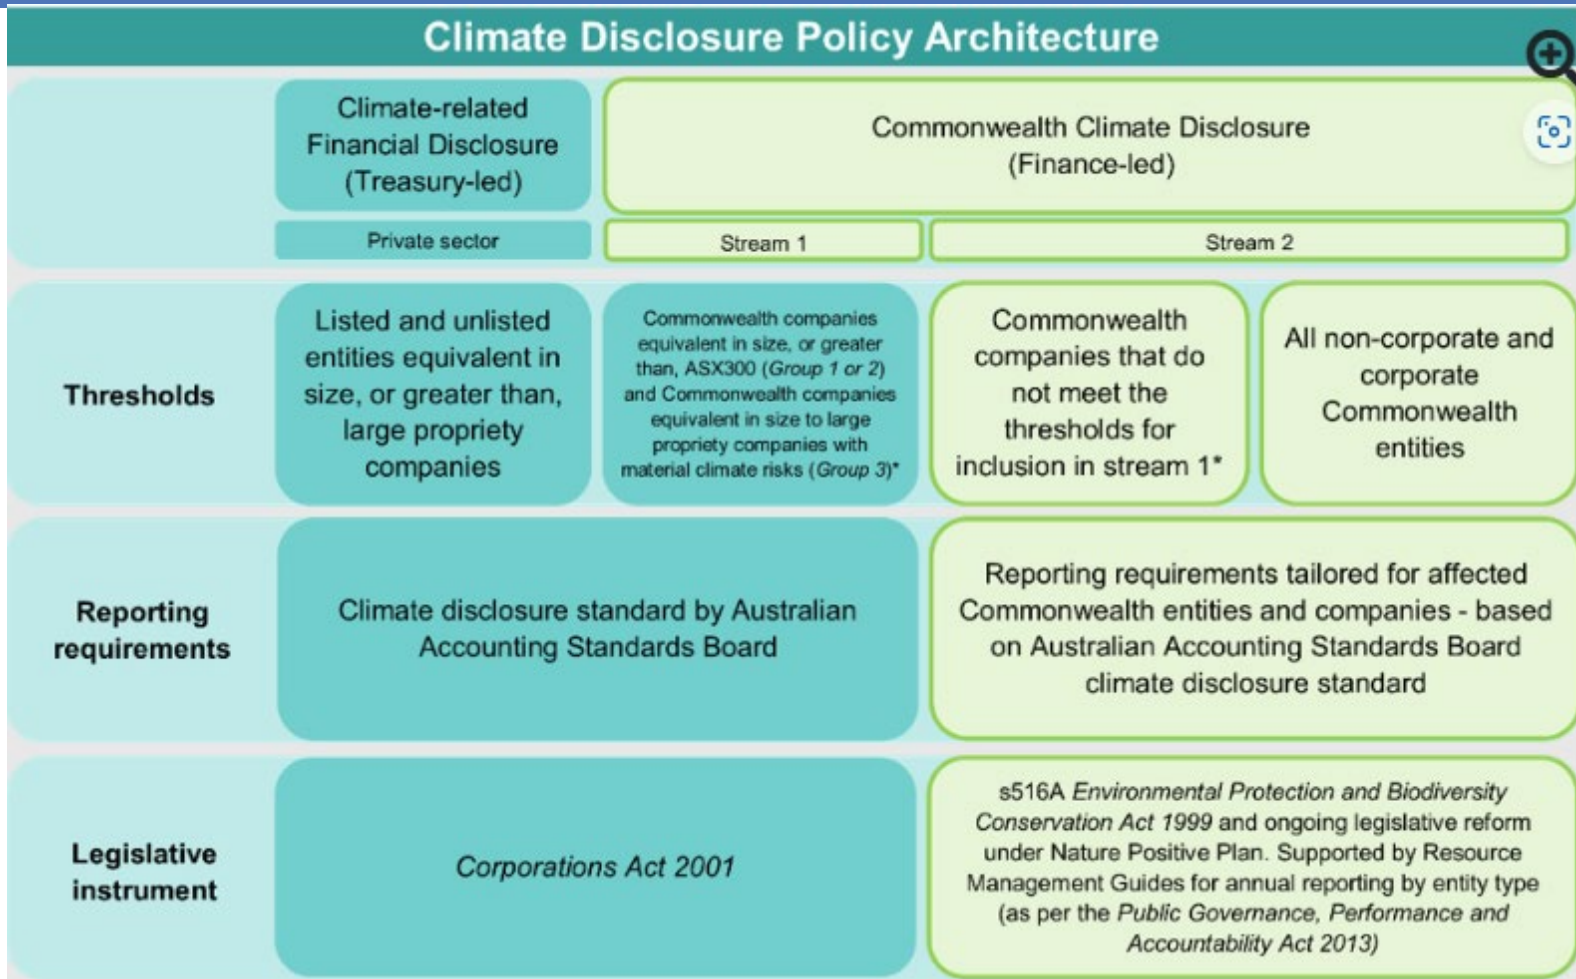 Climate Disclosure Policy Architecture
Climate-related
Financial Disclosure
(Treasury-led)
Commonwealth Climate Disclosure
(Finance-led)
Private sector
Stream 1
Stream 2
Thresholds
Listed and unlisted
entities equivalent in
size, or greater than,
large propriety
companies
Commonwealth companies
equivalent in size, or greater
than, ASX300 (Group 1 or 2)
and Commonwealth companies
equivalent in size to large
propriety companies with
material climate risks (Group 3)*
Commonwealth
companies that do
not meet the
thresholds for
inclusion in stream 1*
All non-corporate and
corporate
Commonwealth
entities
Reporting
requirements
Climate disclosure standard by Australian
Accounting Standards Board
Reporting requirements tailored for affected
Commonwealth entities and companies - based
on Australian Accounting Standards Board
climate disclosure standard
Legislative
instrument
Corporations Act 2001
s516A Environmental Protection and Biodiversity
Conservation Act 1999 and ongoing legislative reform
under Nature Positive Plan. Supported by Resource
Management Guides for annual reporting by entity type
(as per the Public Governance, Performance and
Accountability Act 2013)